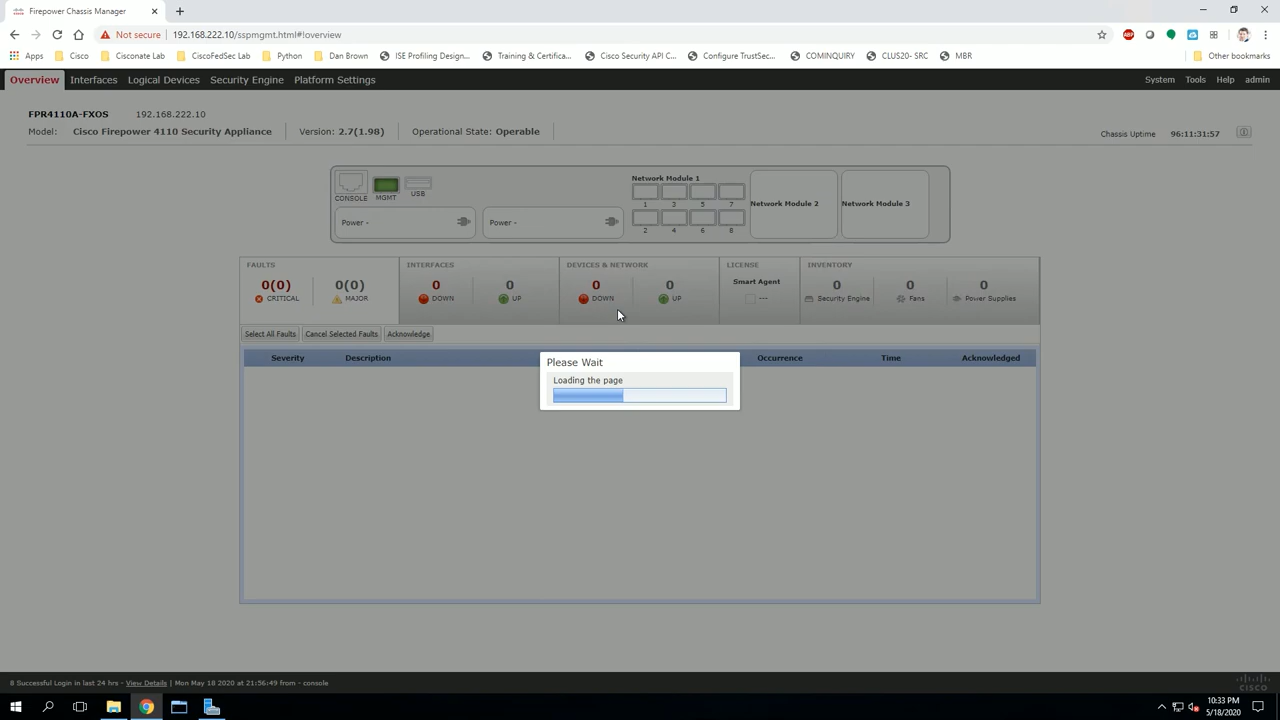 Firepower Chassis Manager
Not secure | 192.168.222.10/sspmgmt.html#!overview
Apps Cisco Cisconate Lab CiscoFedSec Lab Python Dan Brown ISE Profiling Design... Training & Certificat... Cisco Security API C... Configure TrustSec... COMINQUIRY CLUS20- SRC MBR Other bookmarks
Overview Interfaces Logical Devices Security Engine Platform Settings System Tools Help admin
FPR4110A-FXOS 192.168.222.10
Model: Cisco Firepower 4110 Security Appliance Version: 2.7(1.98) Operational State: Operable Chassis Uptime 96:11:31:57
Network Module 1
CONSOLE MGMT USB
1 3 5 7
Network Module 2 Network Module 3
Power - Power -
2 4 6 8
FAULTS INTERFACES DEVICES & NETWORK LICENSE INVENTORY
0(0) 0(0) 0 0 0 0 Smart Agent 0 0 0
CRITICAL MAJOR DOWN UP DOWN UP --- Security Engine Fans Power Supplies
Select All Faults Cancel Selected Faults Acknowledge
Severity Description Occurrence Time Acknowledged
Please Wait
Loading the page
8 Successful Login in last 24 hrs - View Details | Mon May 18 2020 at 21:56:49 from - console
CISCO
10:33 PM
5/18/2020